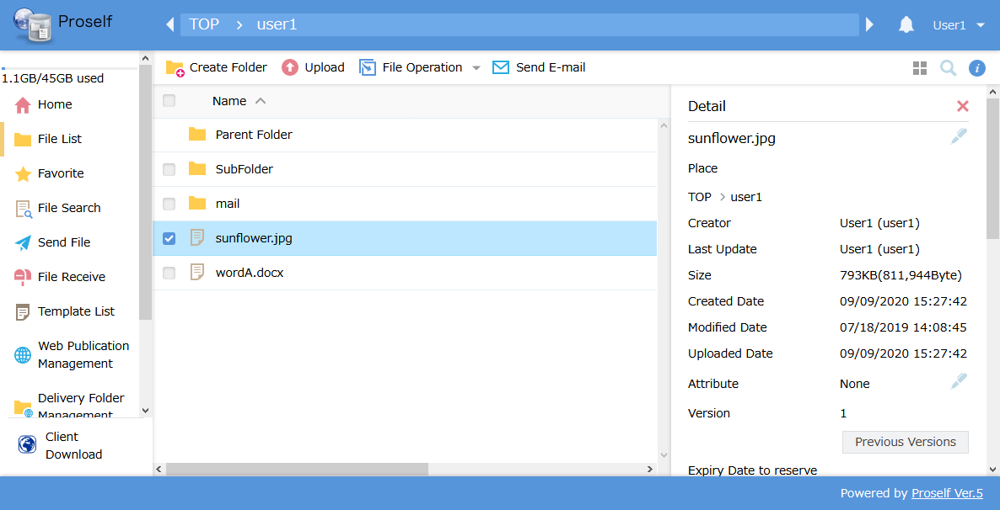 Proself
TOP > user1
User1
1.1GB/45GB used
Home
File List
Favorite
File Search
Send File
File Receive
Template List
Web Publication
Management
Delivery Folder
Management
Client
Download
Create Folder
Upload
File Operation
Send E-mail
Name
Parent Folder
SubFolder
mail
sunflower.jpg
wordA.docx
Detail
sunflower.jpg
Place
TOP > user1
Creator User1 (user1)
Last Update User1 (user1)
Size 793KB(811,944Byte)
Created Date 09/09/2020 15:27:42
Modified Date 07/18/2019 14:08:45
Uploaded Date 09/09/2020 15:27:42
Attribute None
Version 1
Previous Versions
Expiry Date to reserve
Powered by Proself Ver.5